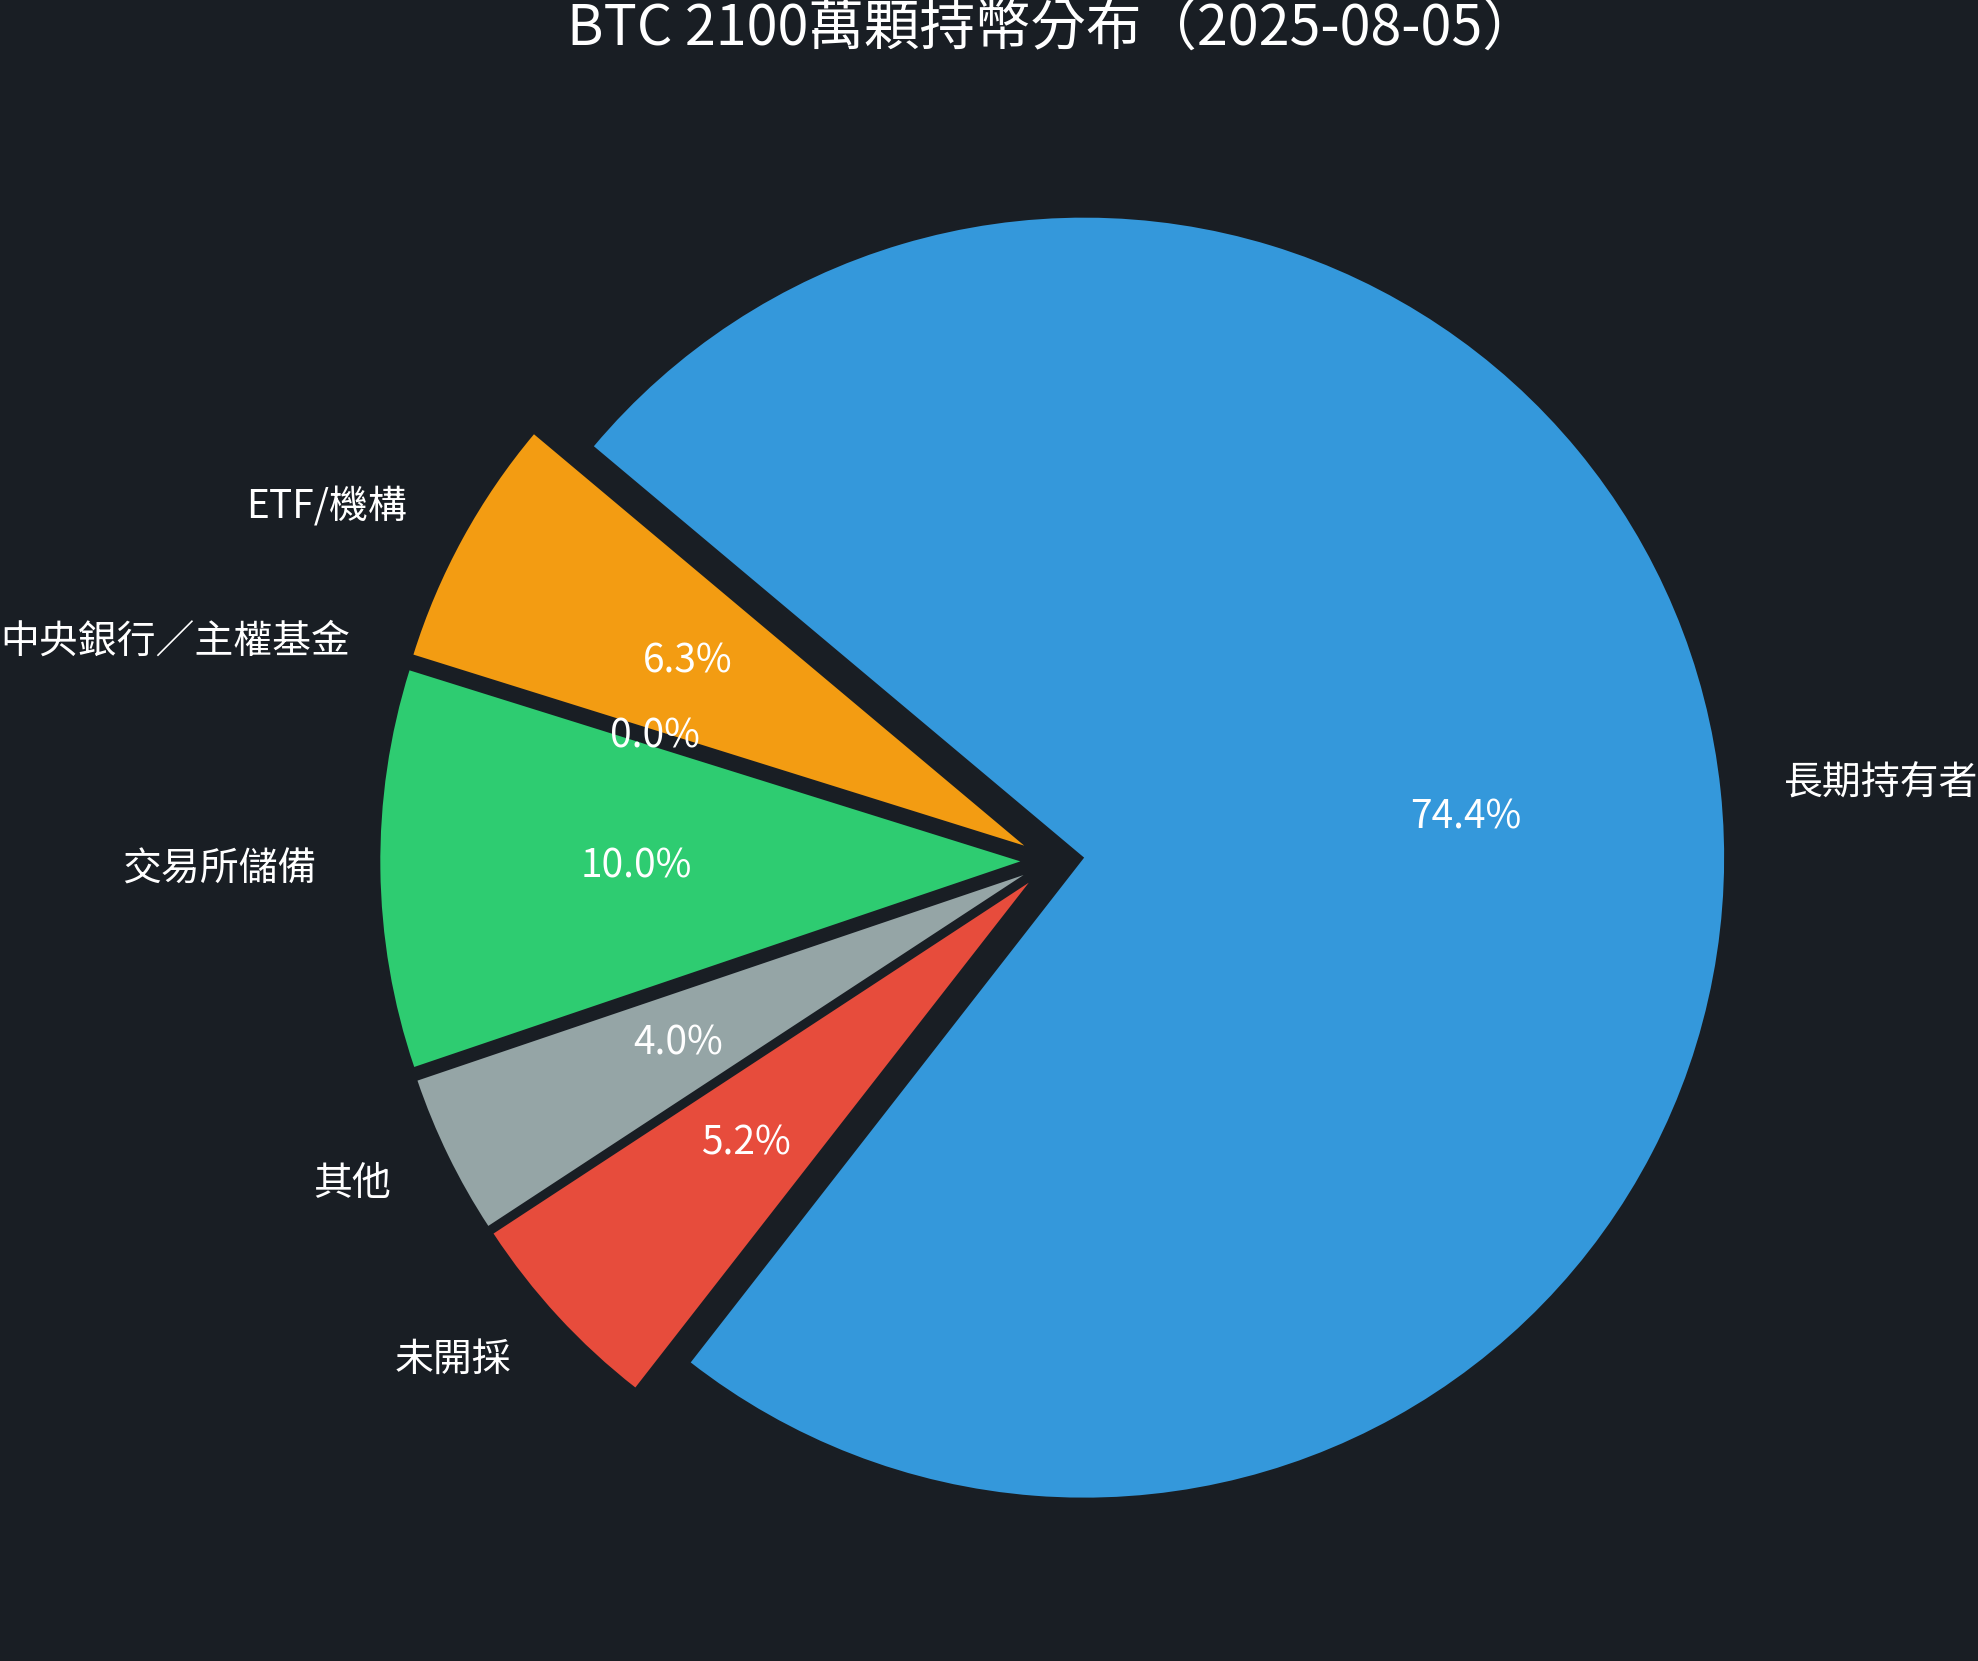 BTC 2100萬顆持幣分布（2025-08-05）
ETF/機構
6.3%
中央銀行／主權基金
0.0%
長期持有者
74.4%
交易所儲備
10.0%
4.0%
其他
5.2%
未開採